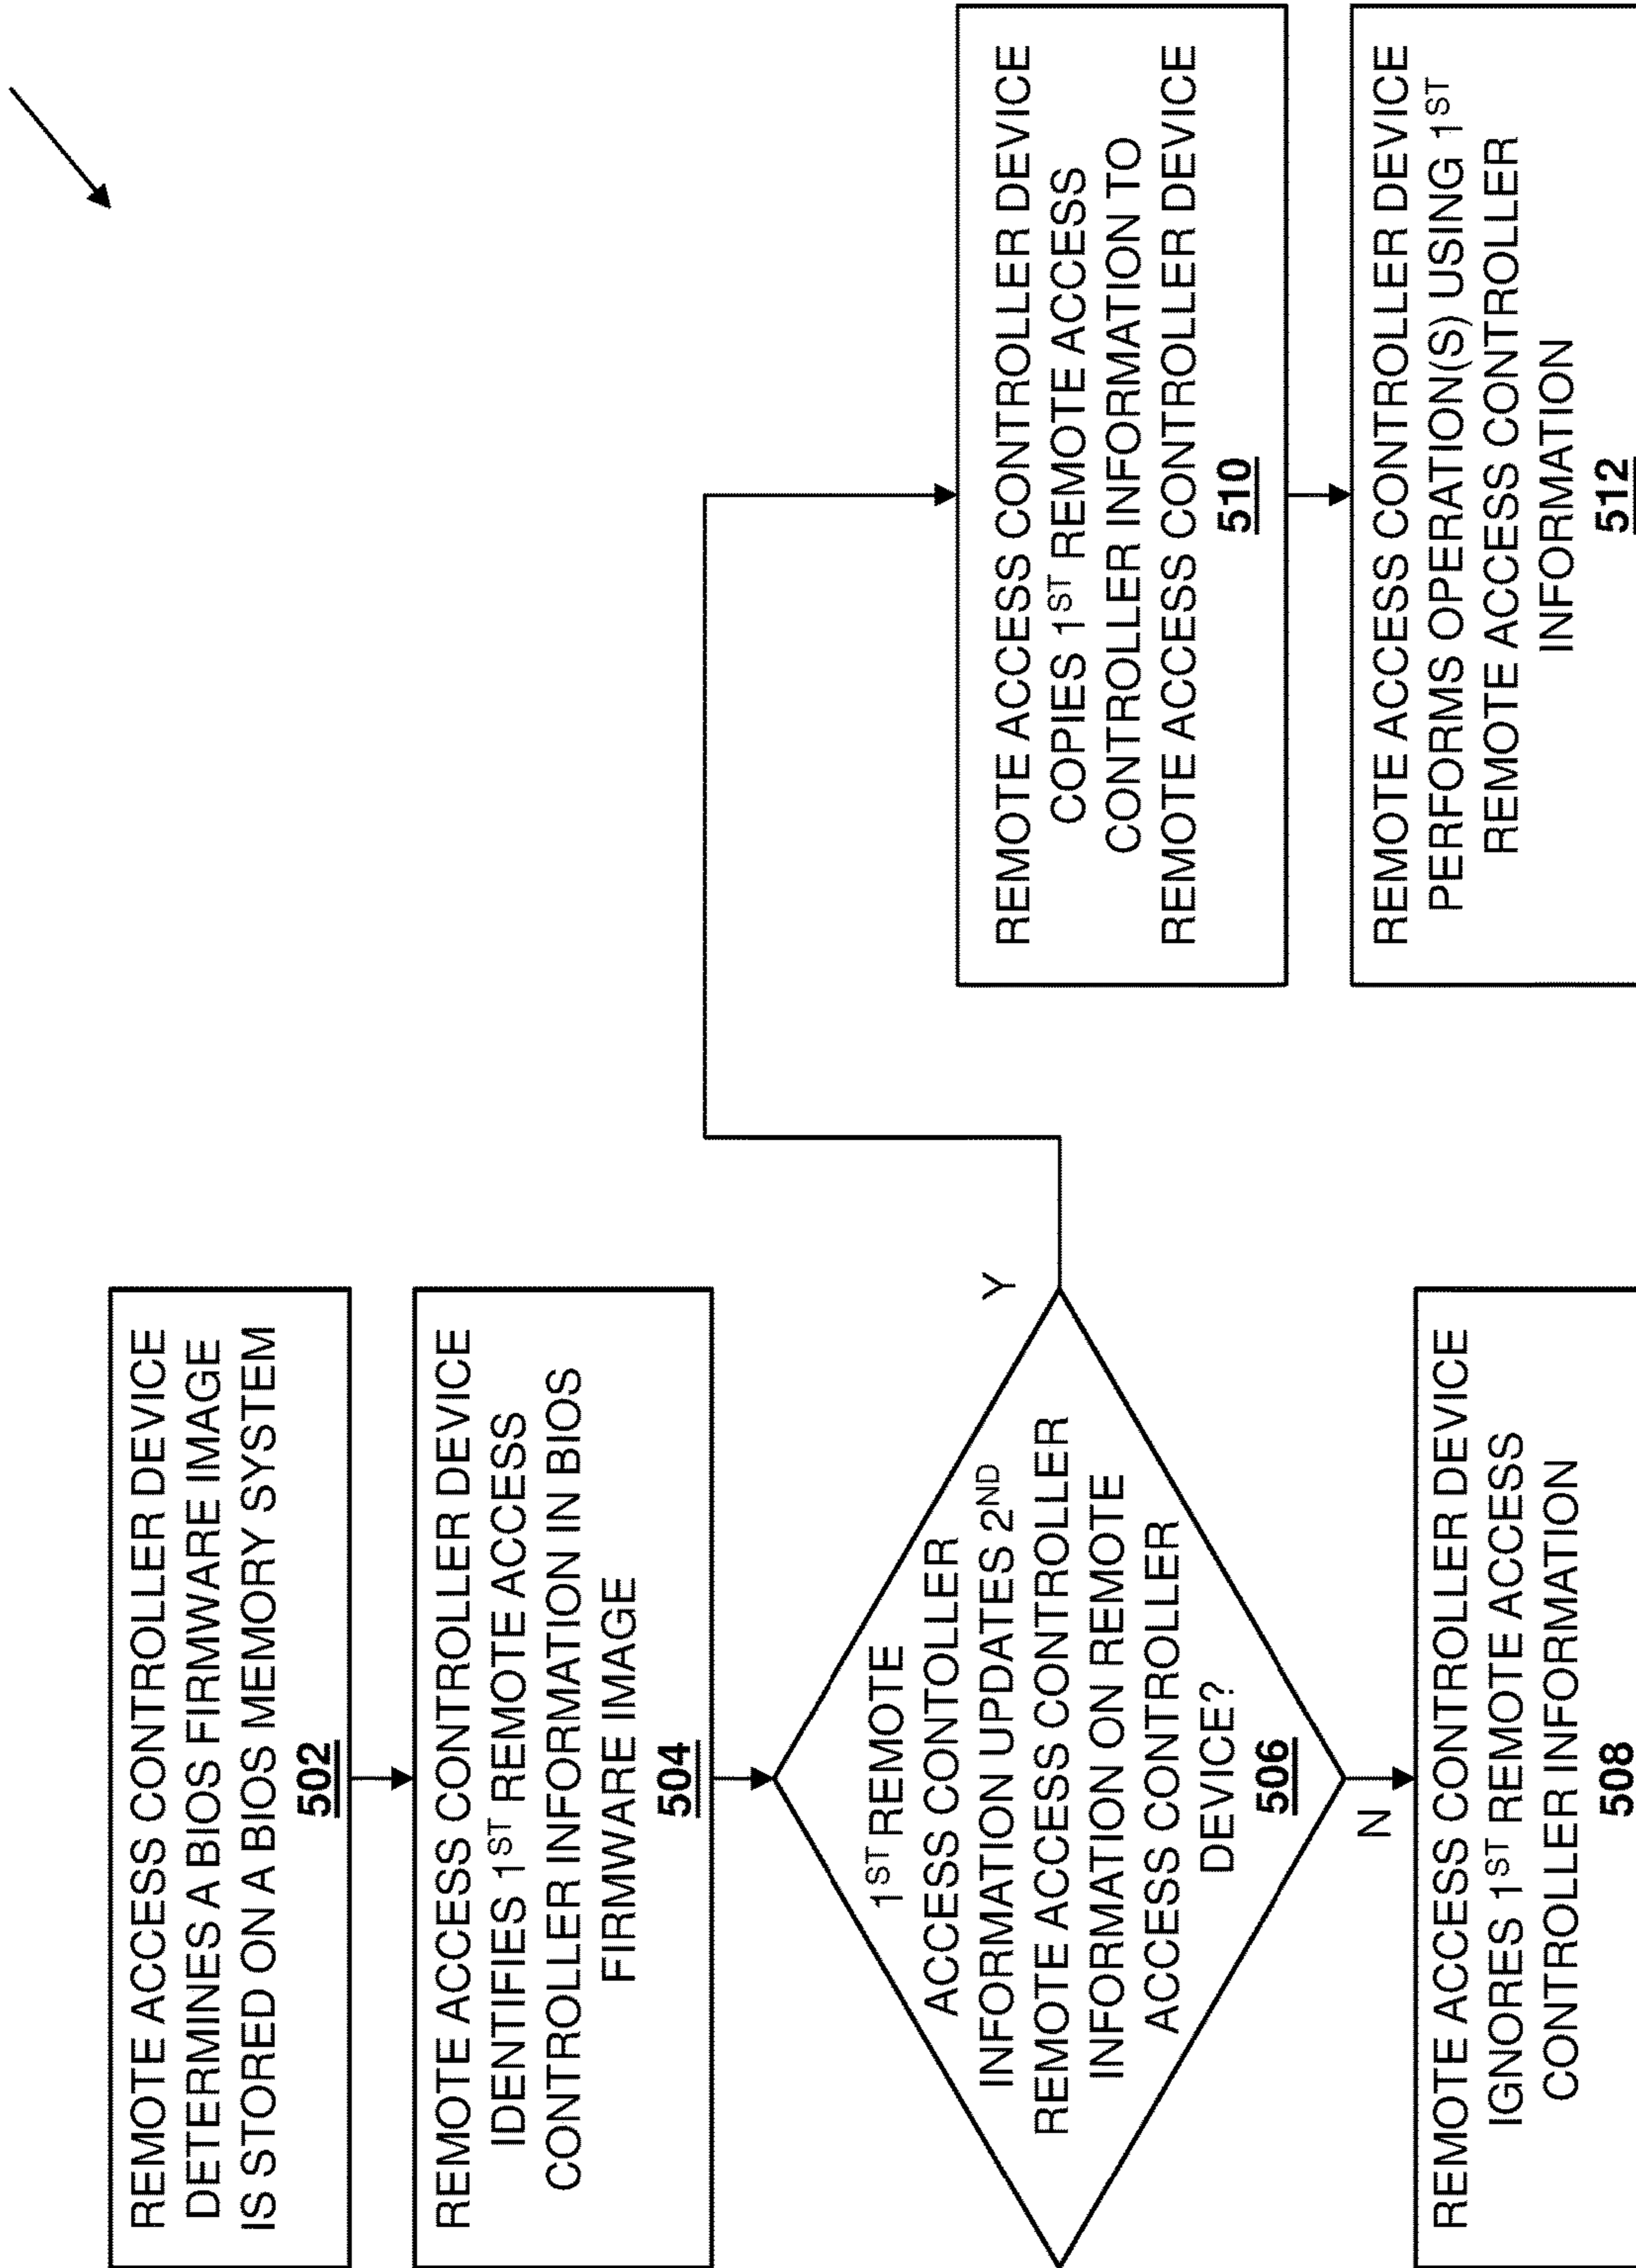 REMOTE ACCESS CONTROLLER DEVICE
DETERMINES A BIOS FIRMWARE IMAGE
IS STORED ON A BIOS MEMORY SYSTEM
502
REMOTE ACCESS CONTROLLER DEVICE
IDENTIFIES 1ST REMOTE ACCESS
CONTROLLER INFORMATION IN BIOS
FIRMWARE IMAGE
504
1ST REMOTE
ACCESS CONTOLLER
INFORMATION UPDATES 2ND
REMOTE ACCESS CONTROLLER
INFORMATION ON REMOTE
ACCESS CONTROLLER
DEVICE?
506
Y
N
REMOTE ACCESS CONTROLLER DEVICE
IGNORES 1ST REMOTE ACCESS
CONTROLLER INFORMATION
508
REMOTE ACCESS CONTROLLER DEVICE
COPIES 1ST REMOTE ACCESS
CONTROLLER INFORMATION TO
REMOTE ACCESS CONTROLLER DEVICE
510
REMOTE ACCESS CONTROLLER DEVICE
PERFORMS OPERATION(S) USING 1ST
REMOTE ACCESS CONTROLLER
INFORMATION
512